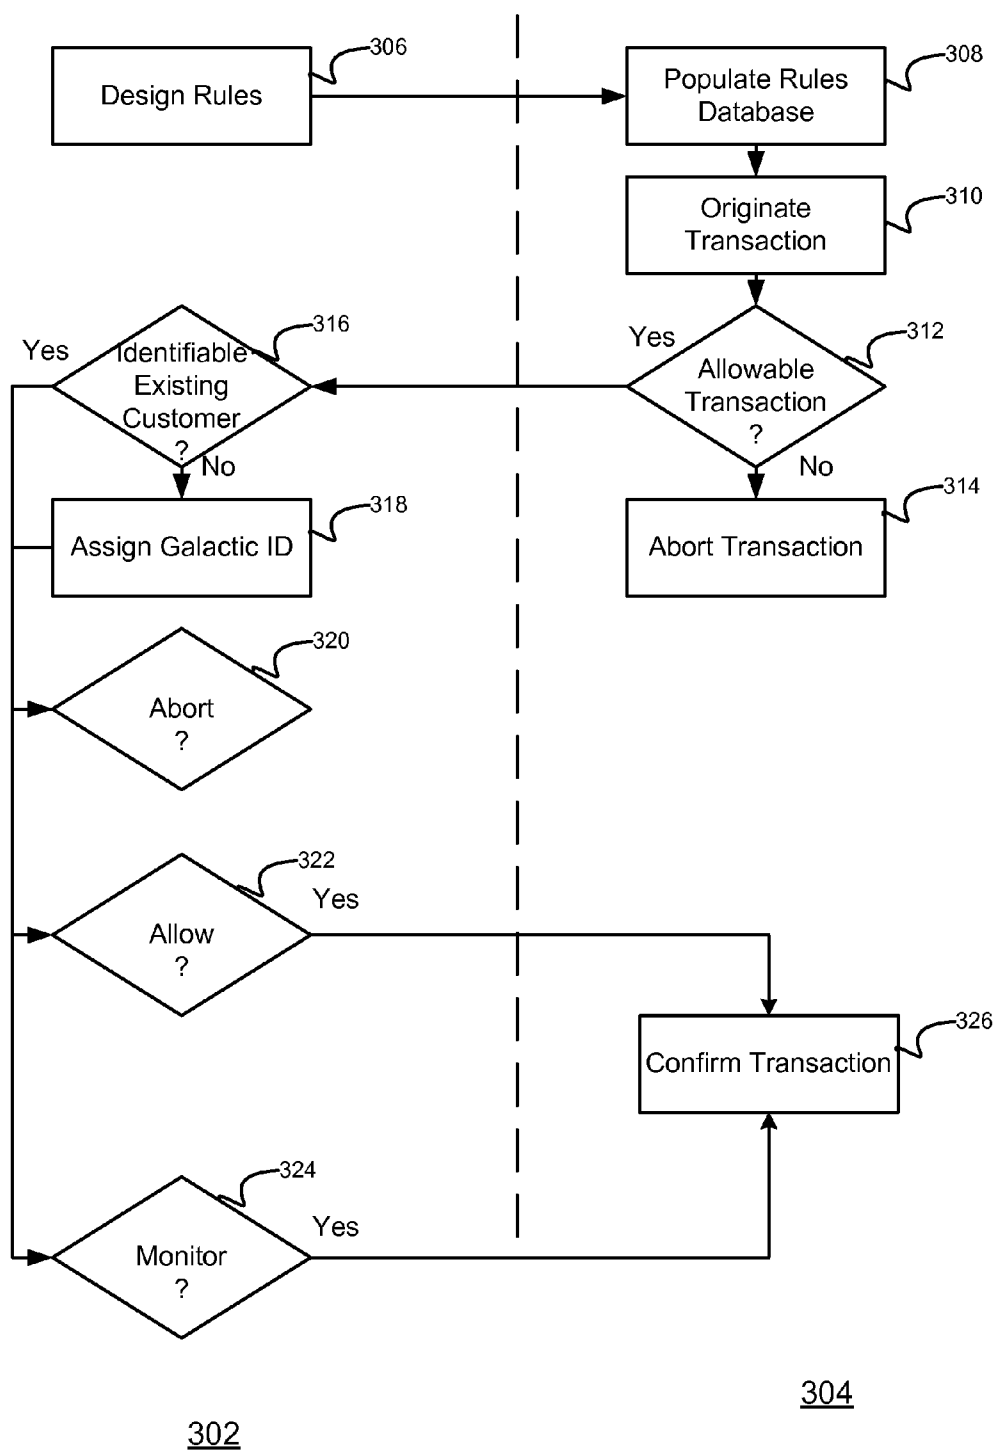 306
Design Rules
308
Populate Rules
Database
310
Originate
Transaction
312
Yes
Allowable
Transaction
?
No
316
Yes
Identifiable
Existing
Customer
?
No
314
Abort Transaction
318
Assign Galactic ID
320
Abort
?
322
Yes
Allow
?
326
Confirm Transaction
324
Yes
Monitor
?
304
302